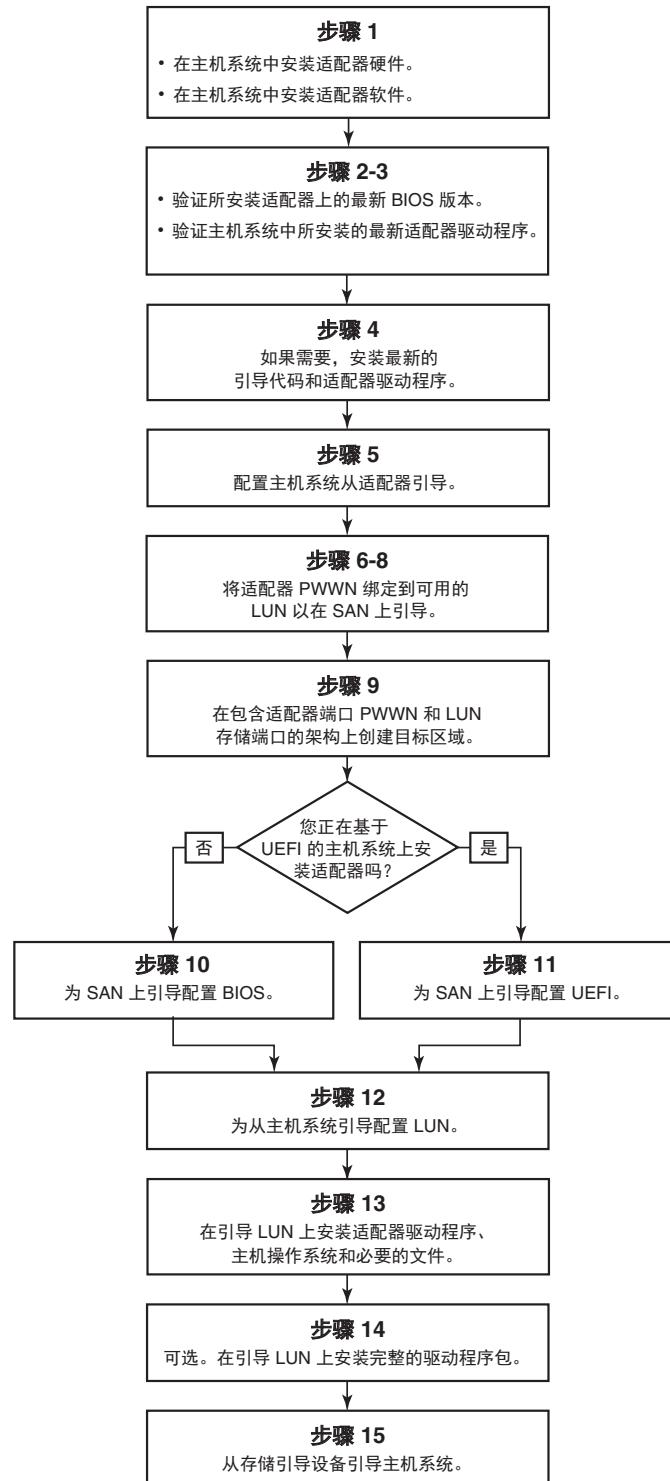 步骤 1
• 在主机系统中安装适配器硬件。
• 在主机系统中安装适配器软件。
步骤 2-3
• 验证所安装适配器上的最新 BIOS 版本。
• 验证主机系统中所安装的最新适配器驱动程序。
步骤 4
如果需要，安装最新的
引导代码和适配器驱动程序。
步骤 5
配置主机系统从适配器引导。
步骤 6-8
将适配器 PWWN 绑定到可用的
LUN 以在 SAN 上引导。
步骤 9
在包含适配器端口 PWWN 和 LUN
存储端口的架构上创建目标区域。
您正在基于
UEFI 的主机系统上安
装适配器吗？
否
是
步骤 10
为 SAN 上引导配置 BIOS。
步骤 11
为 SAN 上引导配置 UEFI。
步骤 12
为从主机系统引导配置 LUN。
步骤 13
在引导 LUN 上安装适配器驱动程序、
主机操作系统和必要的文件。
步骤 14
可选。在引导 LUN 上安装完整的驱动程序包。
步骤 15
从存储引导设备引导主机系统。